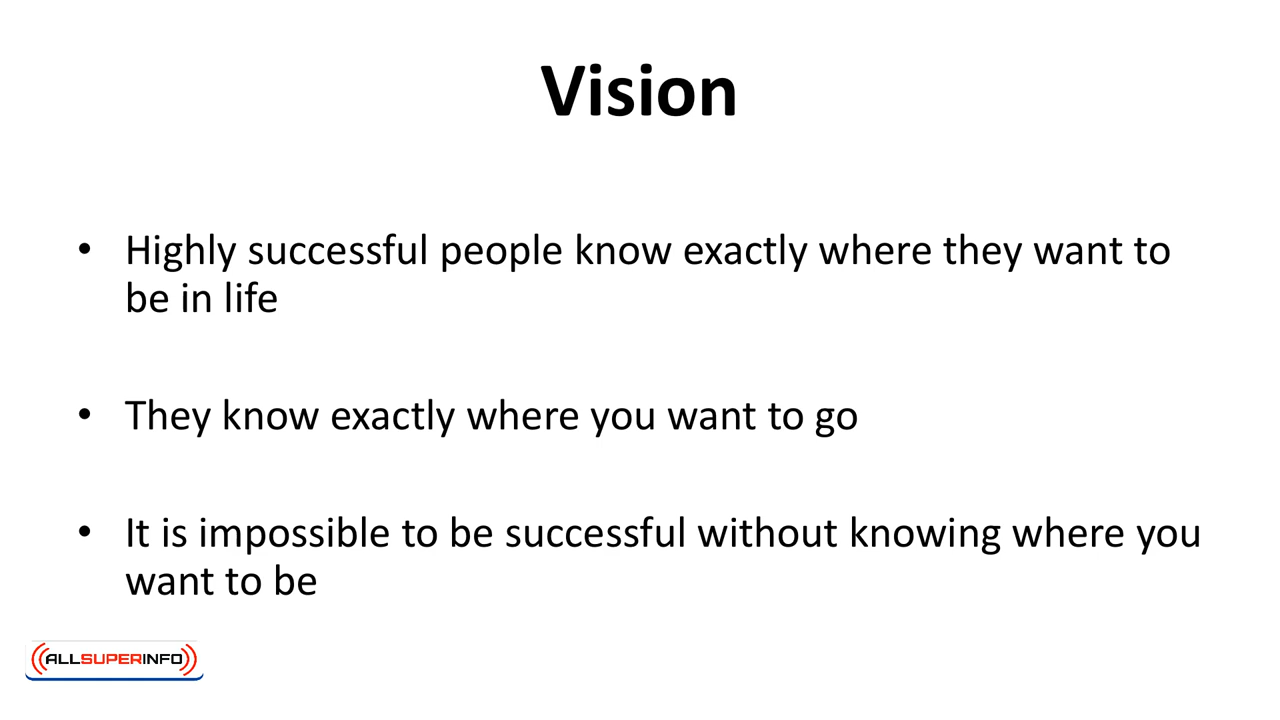 Vision
• Highly successful people know exactly where they want to
be in life
• They know exactly where you want to go
• It is impossible to be successful without knowing where you
want to be
ALLSUPERINFO